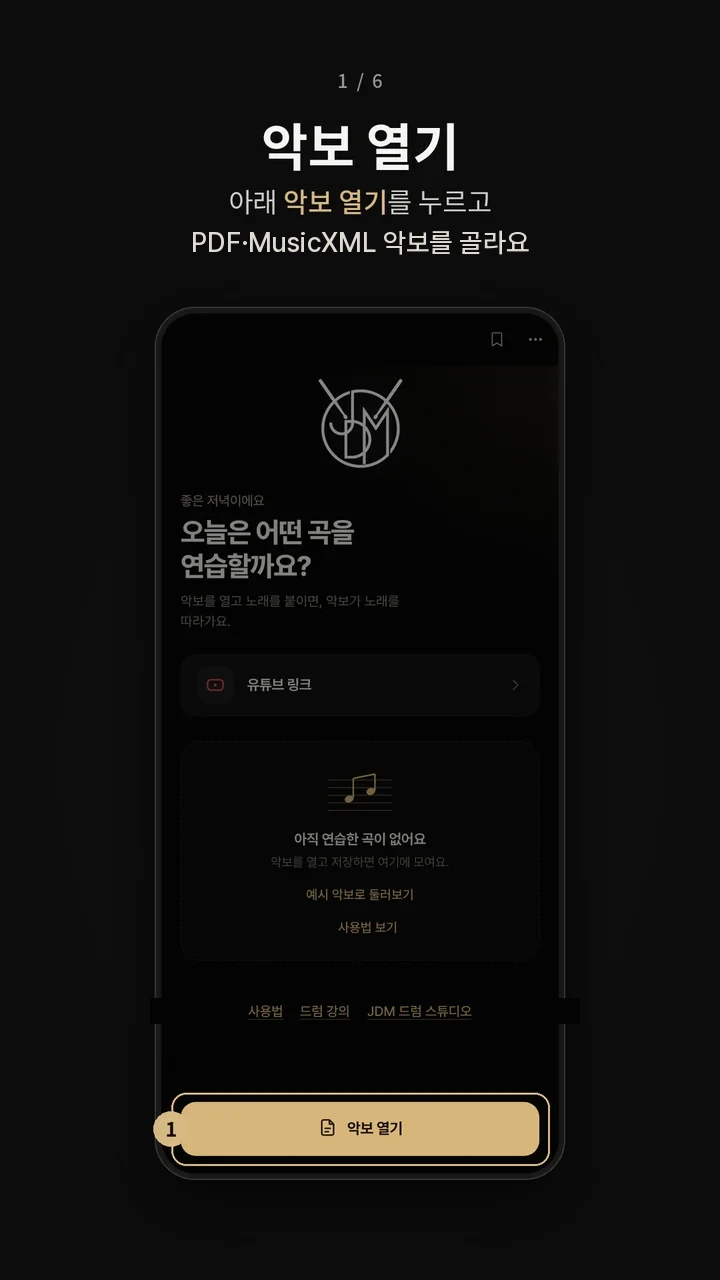 1 / 6
악보 열기
아래 악보 열기를 누르고
PDF·MusicXML 악보를 골라요
JDM
좋은 저녁이에요
오늘은 어떤 곡을
연습할까요?
악보를 열고 노래를 붙이면, 악보가 노래를
따라가요.
유튜브 링크
아직 연습한 곡이 없어요
악보를 열고 저장하면 여기에 모여요.
예시 악보로 둘러보기
사용법 보기
사용법 드럼 강의 JDM 드럼 스튜디오
1 악보 열기